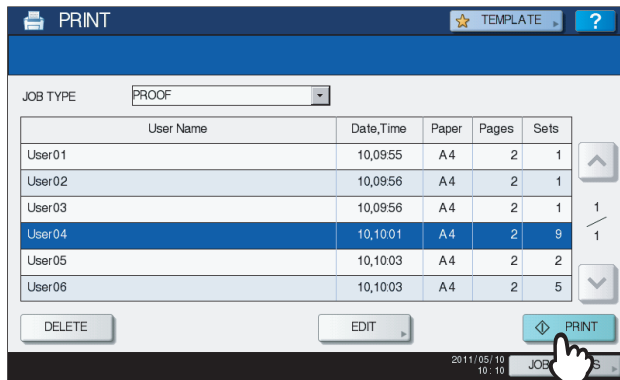 PRINT TEMPLATE ?
JOB TYPE PROOF
User Name Date,Time Paper Pages Sets
User01 10,09:55 A4 2 1
User02 10,09:56 A4 2 1
User03 10,09:56 A4 2 1
User04 10,10:01 A4 2 9
User05 10,10:03 A4 2 2
User06 10,10:03 A4 2 5
1
1
DELETE EDIT PRINT
2011/05/10
10:10
JOB S